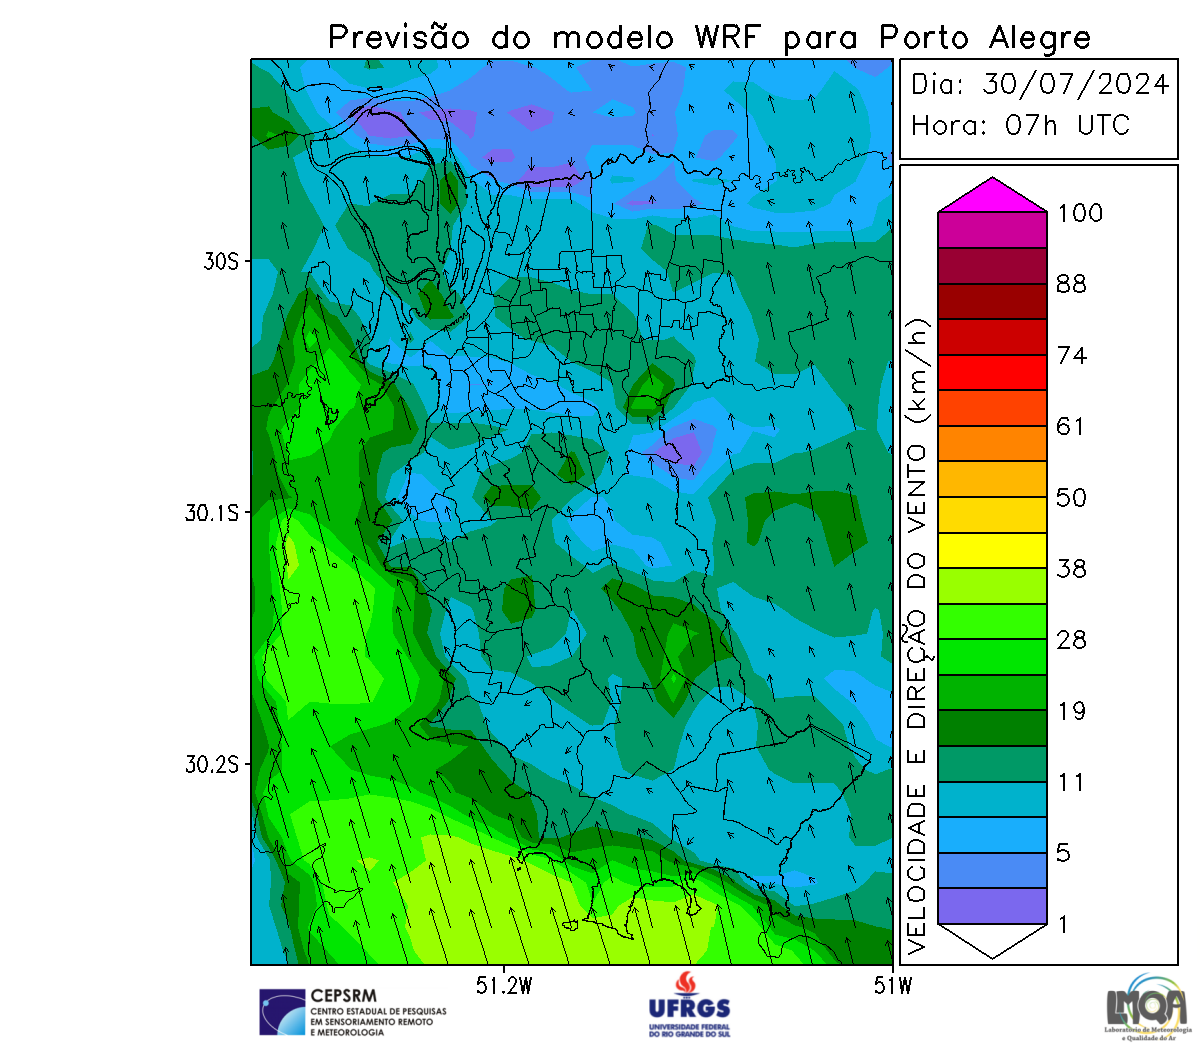 Previsão do modelo WRF para Porto Alegre
Dia: 30/07/2024
Hora: 07h UTC
100
88
74
61
50
38
28
19
11
5
1
VELOCIDADE E DIREÇÃO DO VENTO (km/h)
30S
30.1S
30.2S
51.2W
51W
CEPSRM
CENTRO ESTADUAL DE PESQUISAS
EM SENSORIAMENTO REMOTO
E METEOROLOGIA
UFRGS
UNIVERSIDADE FEDERAL
DO RIO GRANDE DO SUL
LMQA
Laboratório de Meteorologia
e Qualidade do Ar